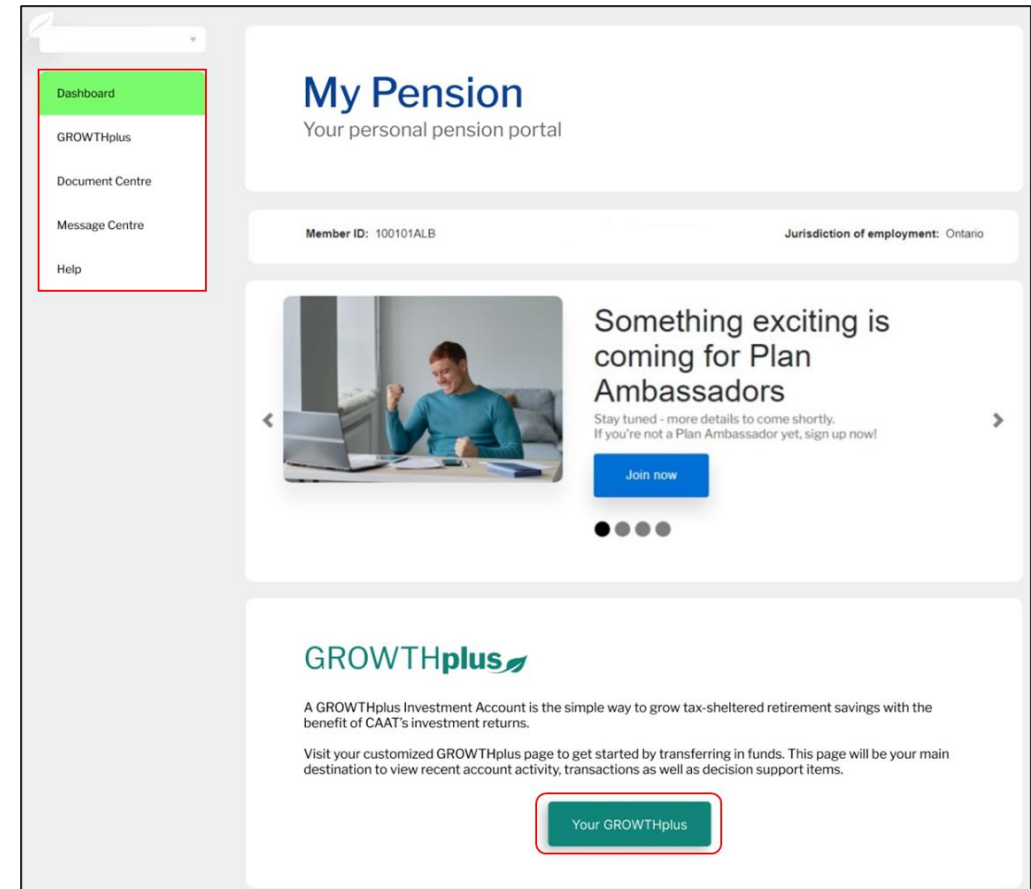 Dashboard
GROWTHplus
Document Centre
Message Centre
Help
My Pension
Your personal pension portal
Member ID: 100101ALB
Jurisdiction of employment: Ontario
Something exciting is
coming for Plan
Ambassadors
Stay tuned - more details to come shortly.
If you're not a Plan Ambassador yet, sign up now!
Join now
GROWTHplus
A GROWTHplus Investment Account is the simple way to grow tax-sheltered retirement savings with the
benefit of CAAT's investment returns.
Visit your customized GROWTHplus page to get started by transferring in funds. This page will be your main
destination to view recent account activity, transactions as well as decision support items.
Your GROWTHplus